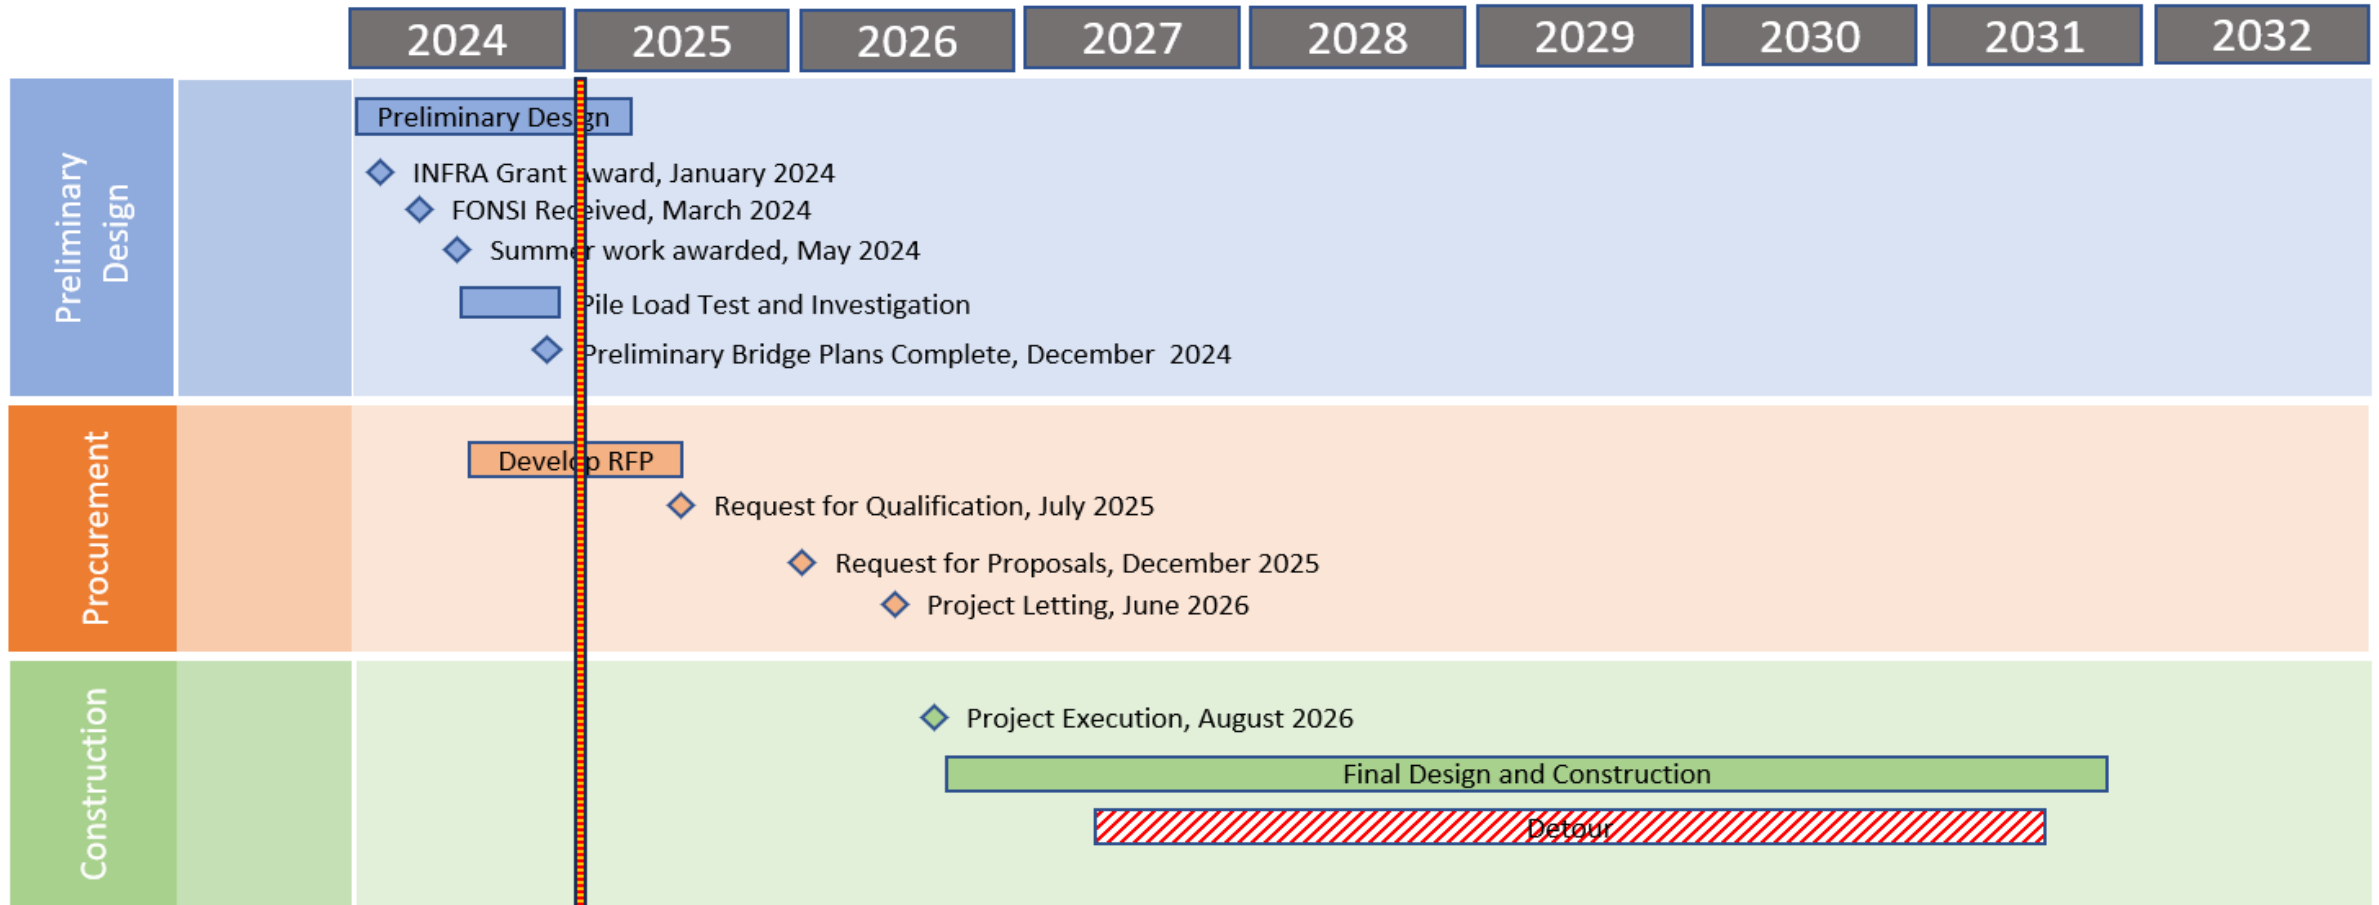 2024 2025 2026 2027 2028 2029 2030 2031 2032
Preliminary
Design
Preliminary Design
INFRA Grant Award, January 2024
FONSI Received, March 2024
Summer work awarded, May 2024
Pile Load Test and Investigation
Preliminary Bridge Plans Complete, December 2024
Procurement
Develop RFP
Request for Qualification, July 2025
Request for Proposals, December 2025
Project Letting, June 2026
Construction
Project Execution, August 2026
Final Design and Construction
Detour